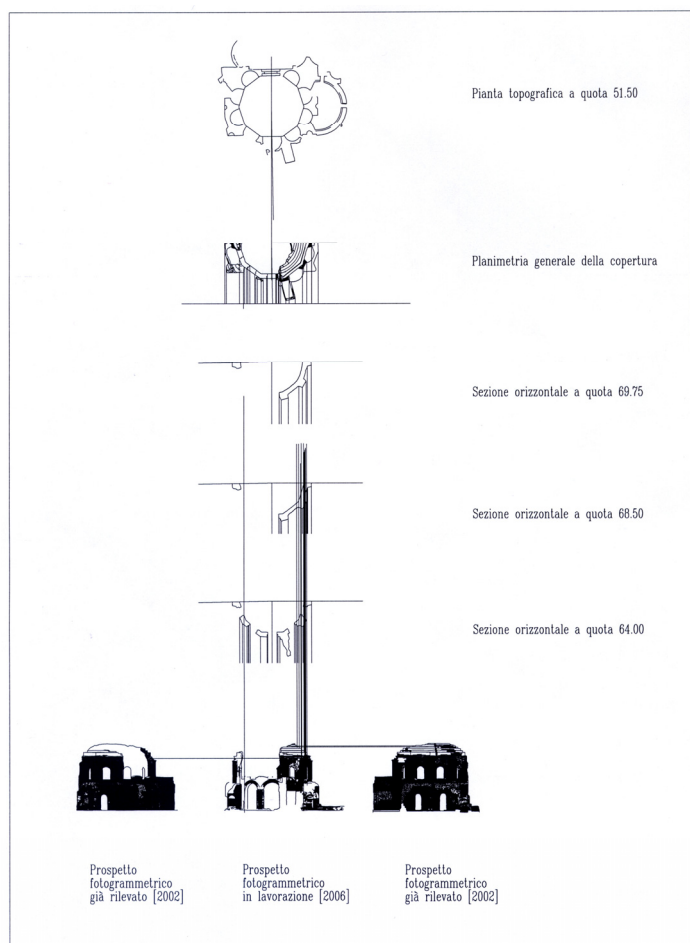 Pianta topografica a quota 51.50
Planimetria generale della copertura
Sezione orizzontale a quota 69.75
Sezione orizzontale a quota 68.50
Sezione orizzontale a quota 64.00
Prospetto
fotogrammetrico
già rilevato [2002]
Prospetto
fotogrammetrico
in lavorazione [2006]
Prospetto
fotogrammetrico
già rilevato [2002]